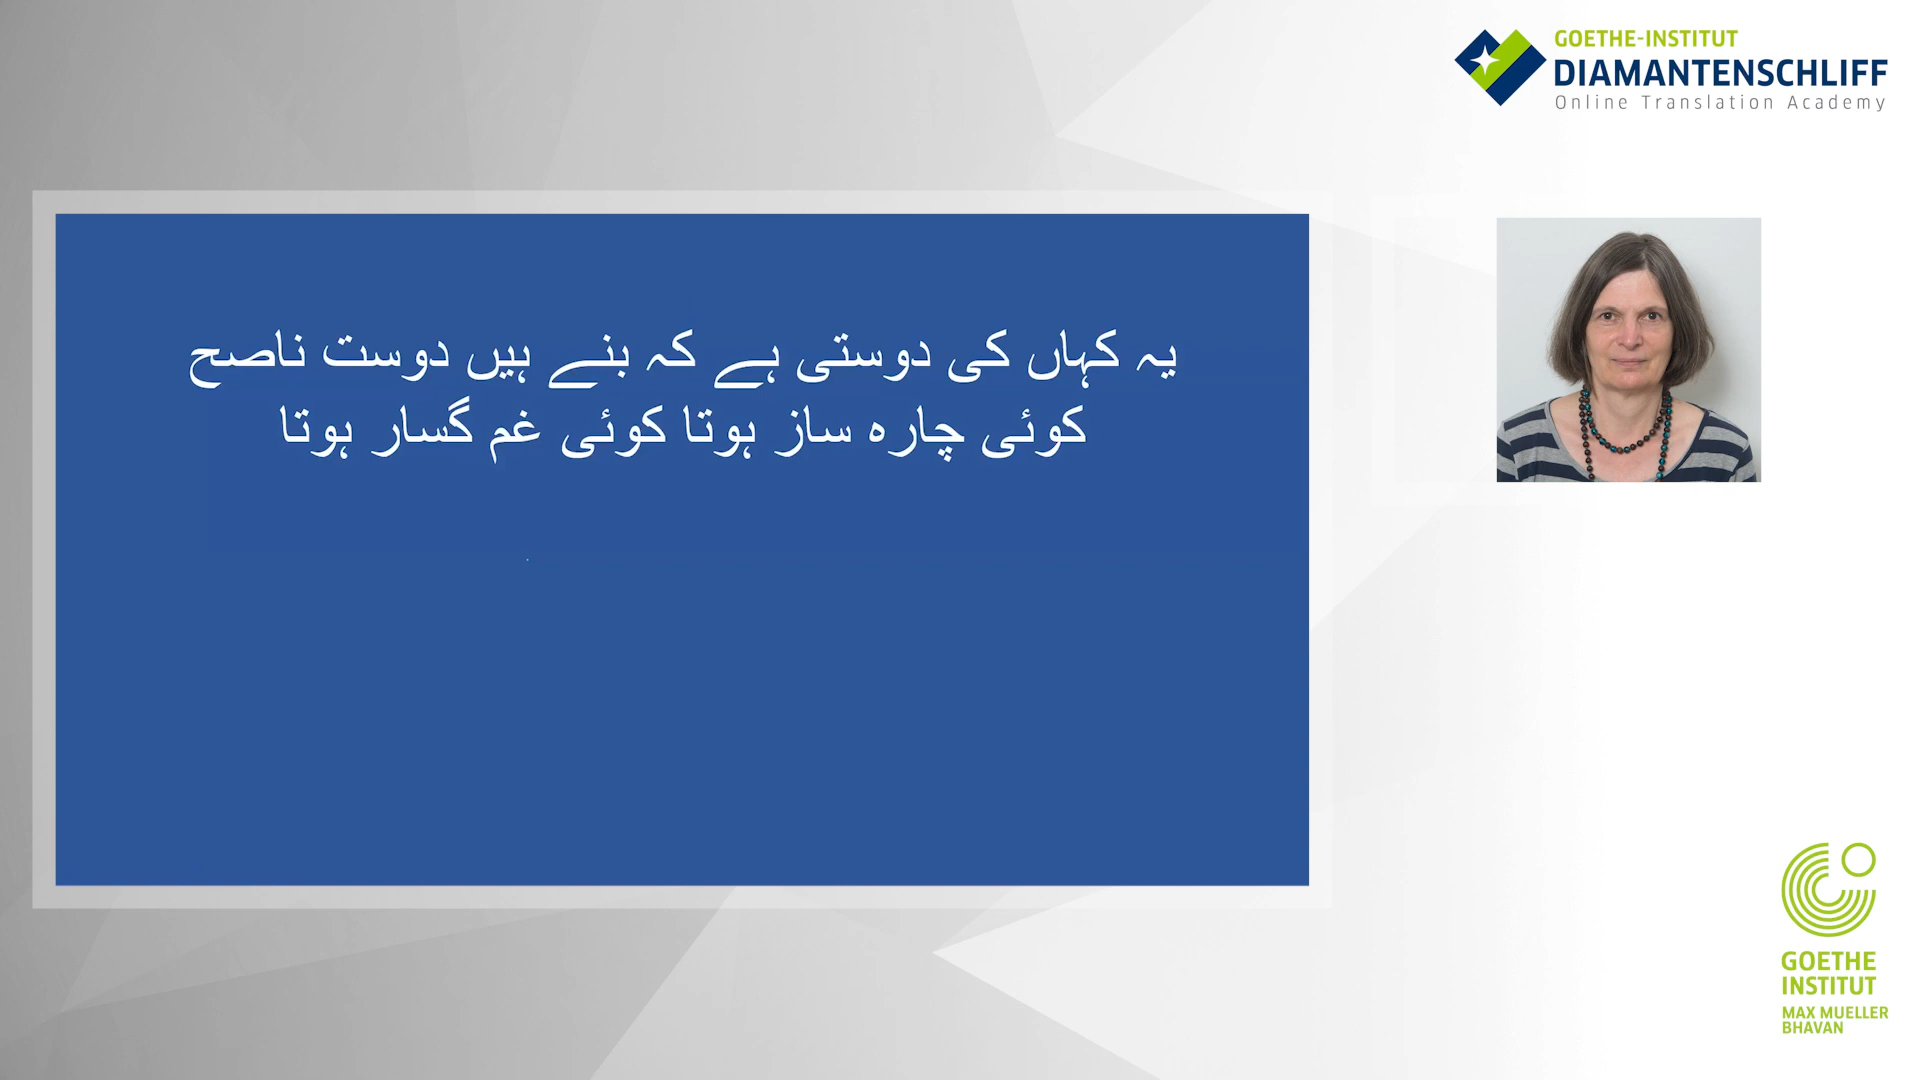 GOETHE-INSTITUT
DIAMANTENSCHLIFF
Online Translation Academy
یہ کہاں کی دوستی ہے کہ بنے ہیں دوست ناصح
کوئی چارہ ساز ہوتا کوئی غم گسار ہوتا
GOETHE
INSTITUT
MAX MUELLER
BHAVAN